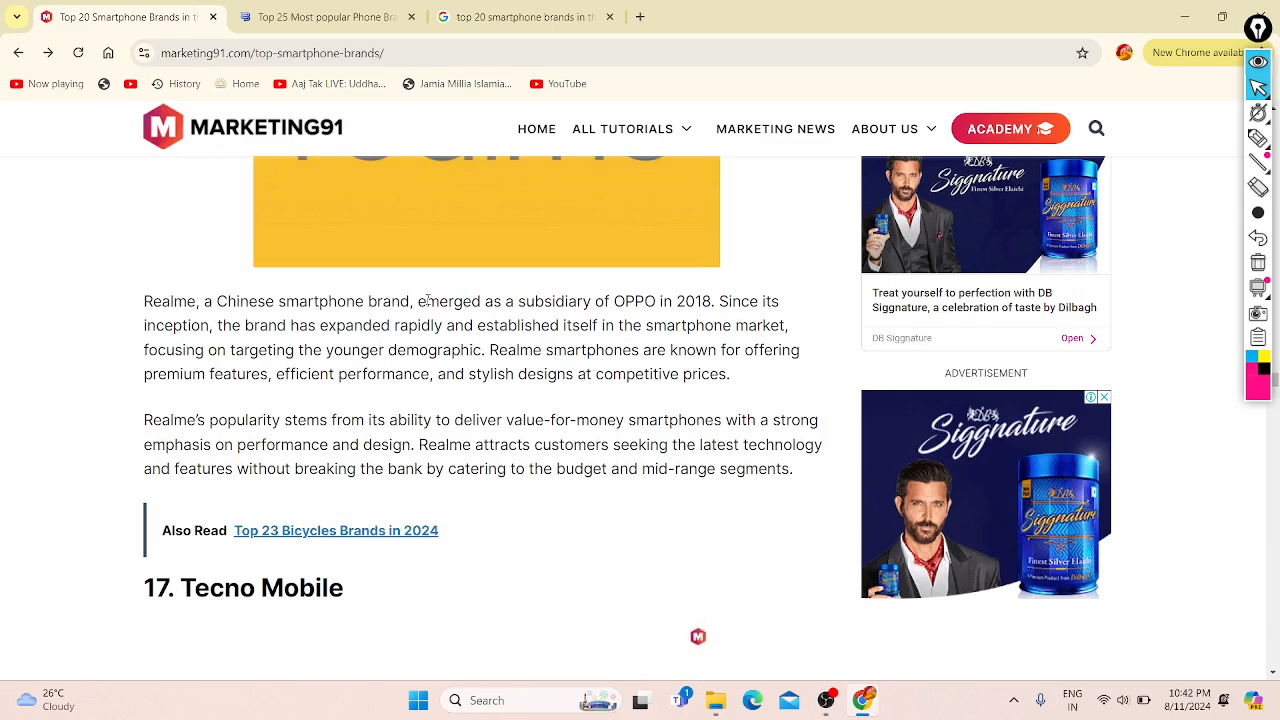 Top 20 Smartphone Brands in t
Top 25 Most popular Phone Bra
top 20 smartphone brands in th
marketing91.com/top-smartphone-brands/
New Chrome availab
Now playing
History
Home
Aaj Tak LIVE: Uddha...
Jamia Millia Islamia...
YouTube
M MARKETING91
HOME
ALL TUTORIALS
MARKETING NEWS
ABOUT US
ACADEMY
Siggnature
Finest Silver Elaichi
Realme, a Chinese smartphone brand, emerged as a subsidiary of OPPO in 2018. Since its
inception, the brand has expanded rapidly and established itself in the smartphone market,
focusing on targeting the younger demographic. Realme smartphones are known for offering
premium features, efficient performance, and stylish designs at competitive prices.
Treat yourself to perfection with DB
Siggnature, a celebration of taste by Dilbagh
DB Siggnature
Open
ADVERTISEMENT
Realme’s popularity stems from its ability to deliver value-for-money smartphones with a strong
emphasis on performance and design. Realme attracts customers seeking the latest technology
and features without breaking the bank by catering to the budget and mid-range segments.
Siggnature
Siggnature
Finest Silver Elaichi
Also Read Top 23 Bicycles Brands in 2024
17. Tecno Mobile
M
26°C
Cloudy
Search
1
ENG
IN
10:42 PM
8/11/2024